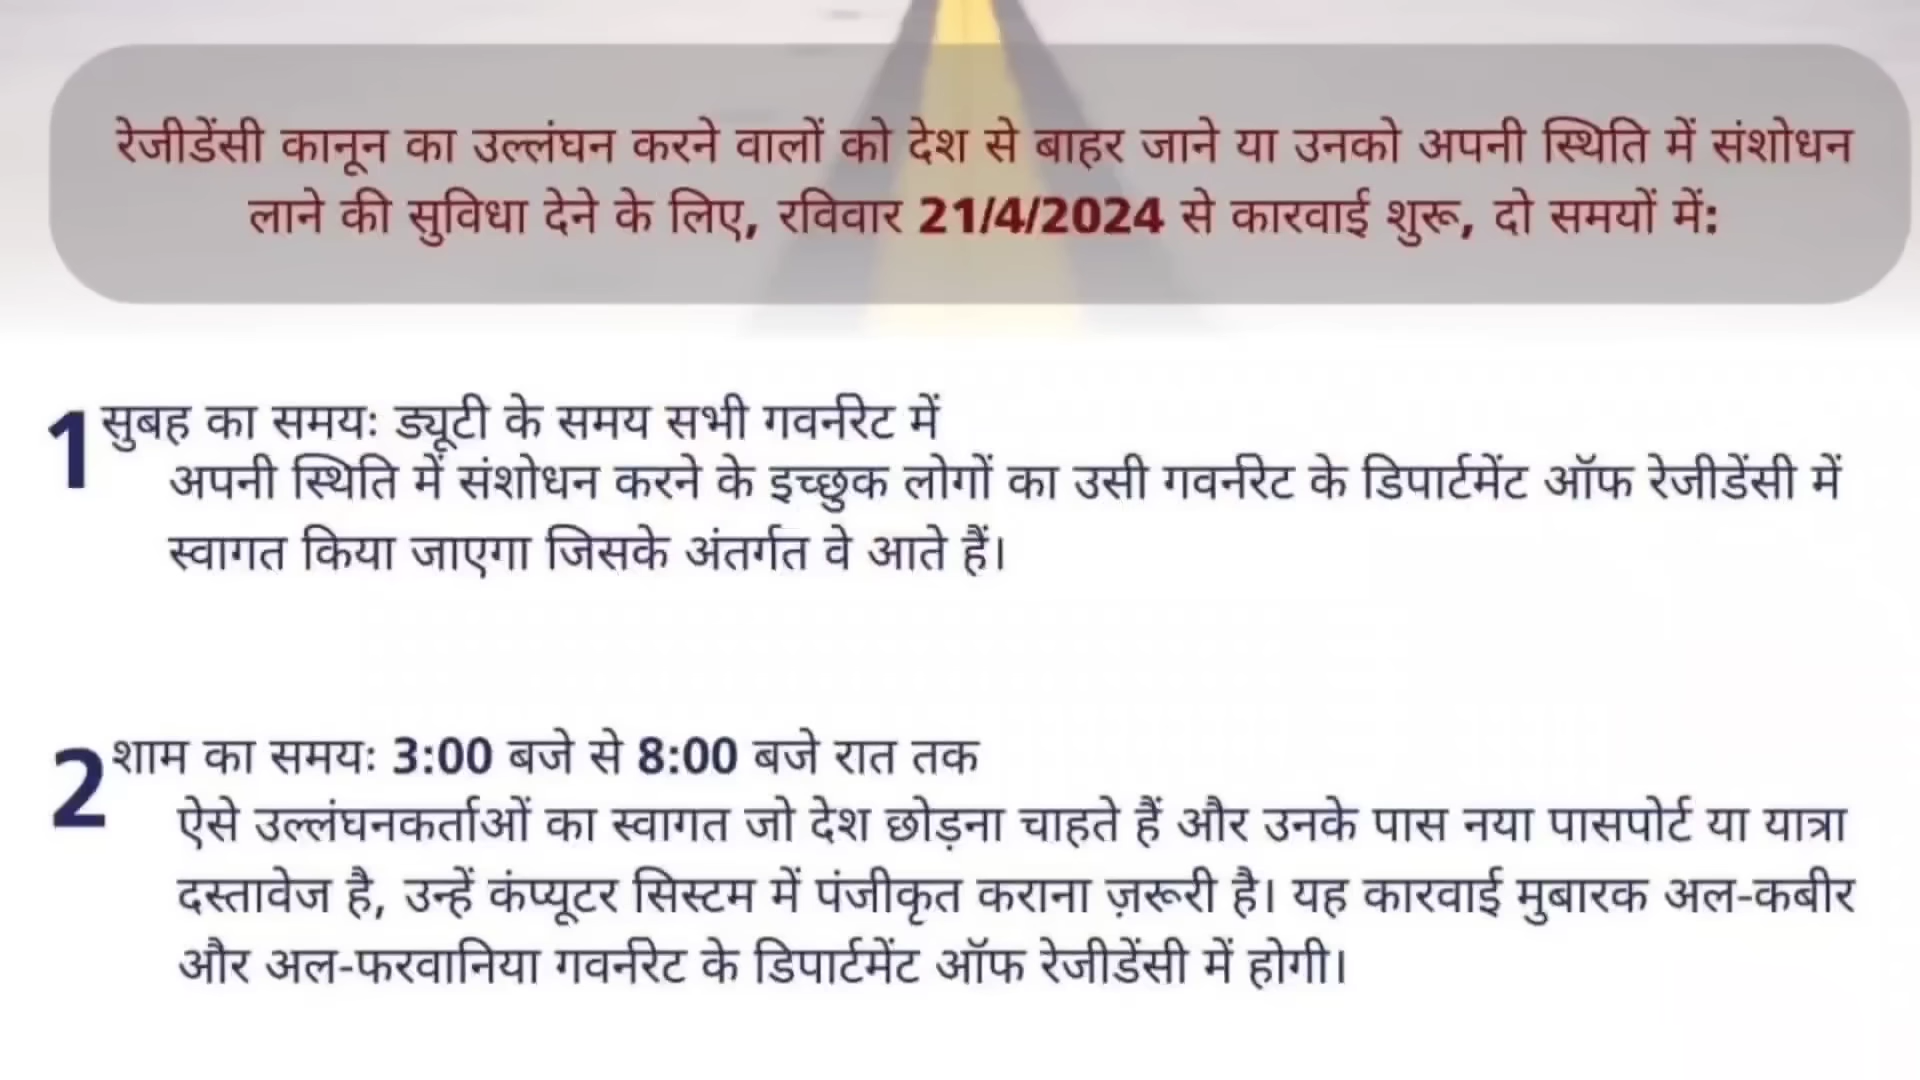 रेजीडेंसी कानून का उल्लंघन करने वालों को देश से बाहर जाने या उनको अपनी स्थिति में संशोधन
लाने की सुविधा देने के लिए, रविवार 21/4/2024 से कारवाई शुरू, दो समयों में:
1 सुबह का समयः ड्यूटी के समय सभी गवर्नरेट में
अपनी स्थिति में संशोधन करने के इच्छुक लोगों का उसी गवर्नरेट के डिपार्टमेंट ऑफ रेजीडेंसी में
स्वागत किया जाएगा जिसके अंतर्गत वे आते हैं।
2 शाम का समयः 3:00 बजे से 8:00 बजे रात तक
ऐसे उल्लंघनकर्ताओं का स्वागत जो देश छोड़ना चाहते हैं और उनके पास नया पासपोर्ट या यात्रा
दस्तावेज है, उन्हें कंप्यूटर सिस्टम में पंजीकृत कराना ज़रूरी है। यह कारवाई मुबारक अल-कबीर
और अल-फरवानिया गवर्नरेट के डिपार्टमेंट ऑफ रेजीडेंसी में होगी।